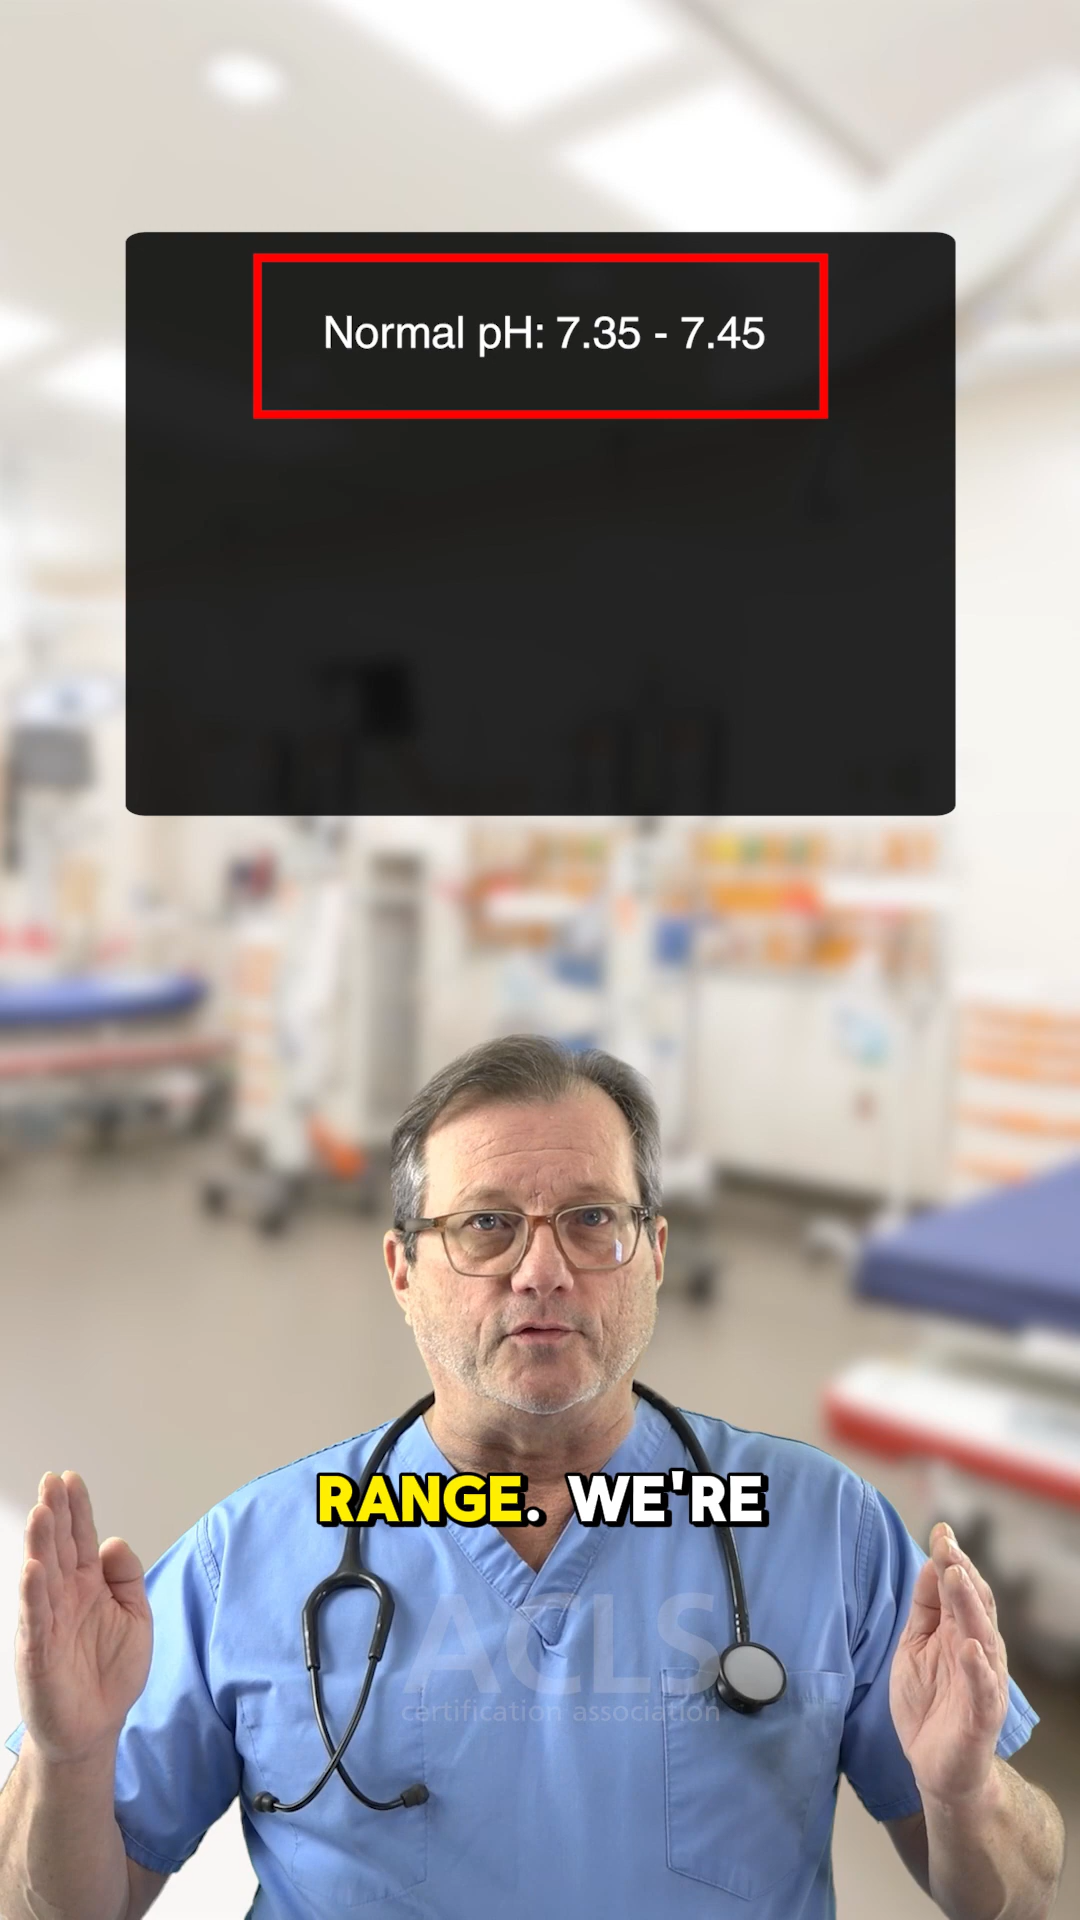 Normal pH: 7.35 - 7.45
RANGE. WE'RE
ACLS
certification association